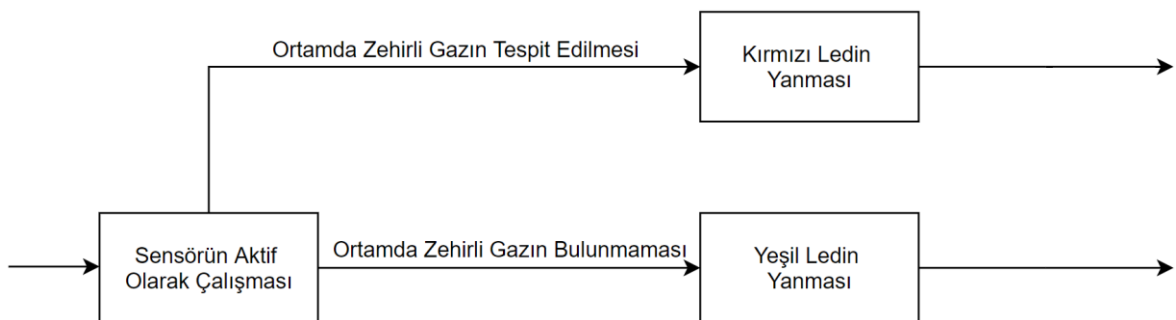 Ortamda Zehirli Gazın Tespit Edilmesi
Kırmızı Ledin
Yanması
Sensörün Aktif
Olarak Çalışması
Ortamda Zehirli Gazın Bulunmaması
Yeşil Ledin
Yanması